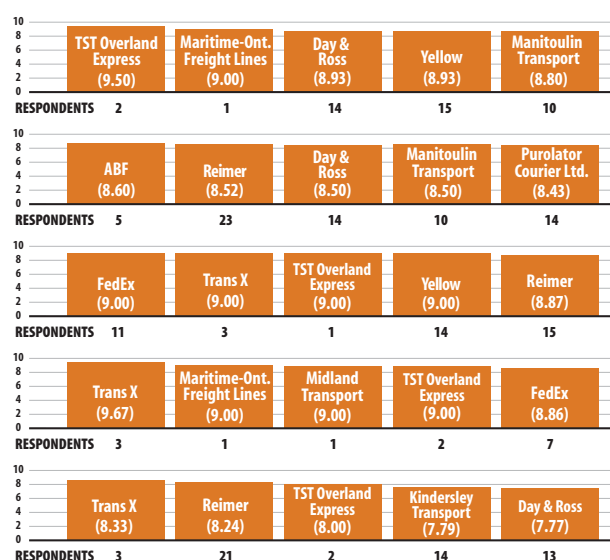 10
8
6
4
2
0
TST Overland
Express
(9.50)
Maritime-Ont.
Freight Lines
(9.00)
Day &
Ross
(8.93)
Yellow
(8.93)
Manitoulin
Transport
(8.80)
RESPONDENTS 2 1 14 15 10
10
8
6
4
2
0
ABF
(8.60)
Reimer
(8.52)
Day &
Ross
(8.50)
Manitoulin
Transport
(8.50)
Purolator
Courier Ltd.
(8.43)
RESPONDENTS 5 23 14 10 14
10
8
6
4
2
0
FedEx
(9.00)
Trans X
(9.00)
TST Overland
Express
(9.00)
Yellow
(9.00)
Reimer
(8.87)
RESPONDENTS 11 3 1 14 15
10
8
6
4
2
0
Trans X
(9.67)
Maritime-Ont.
Freight Lines
(9.00)
Midland
Transport
(9.00)
TST Overland
Express
(9.00)
FedEx
(8.86)
RESPONDENTS 3 1 1 2 7
10
8
6
4
2
0
Trans X
(8.33)
Reimer
(8.24)
TST Overland
Express
(8.00)
Kindersley
Transport
(7.79)
Day & Ross
(7.77)
RESPONDENTS 3 21 2 14 13